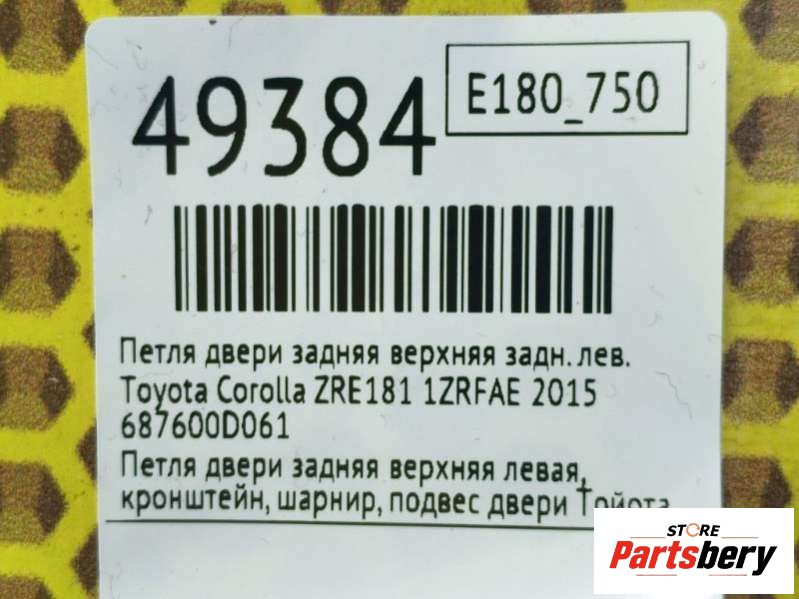 49384
E180_750
Петля двери задняя верхняя задн. лев.
Toyota Corolla ZRE181 1ZRFAE 2015
687600D061
Петля двери задняя верхняя левая,
кронштейн, шарнир, подвес двери Тойота
STORE
Partsbery